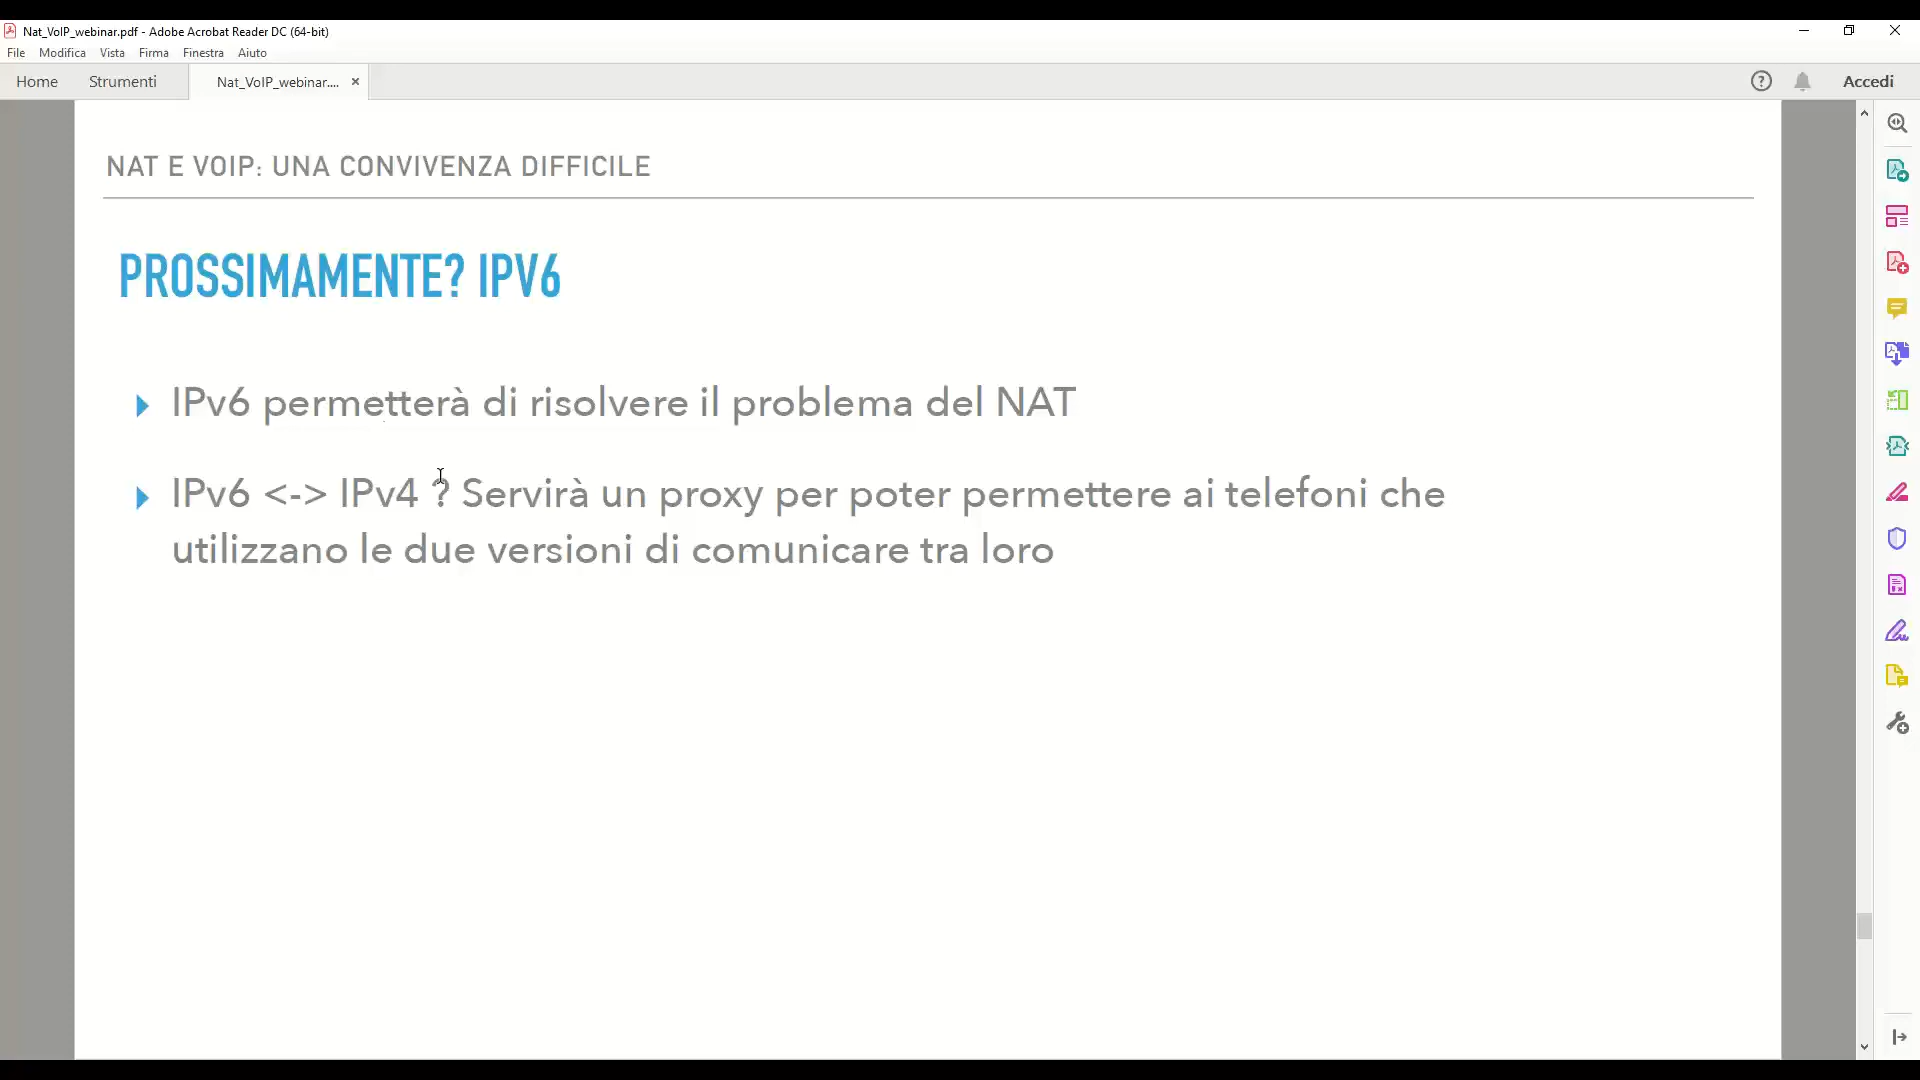 Nat_VoIP_webinar.pdf - Adobe Acrobat Reader DC (64-bit)
File Modifica Vista Firma Finestra Aiuto
Home Strumenti Nat_VoIP_webinar.... × Accedi
NAT E VOIP: UNA CONVIVENZA DIFFICILE
PROSSIMAMENTE? IPV6
IPv6 permetterà di risolvere il problema del NAT
IPv6 <-> IPv4 ? Servirà un proxy per poter permettere ai telefoni che
utilizzano le due versioni di comunicare tra loro